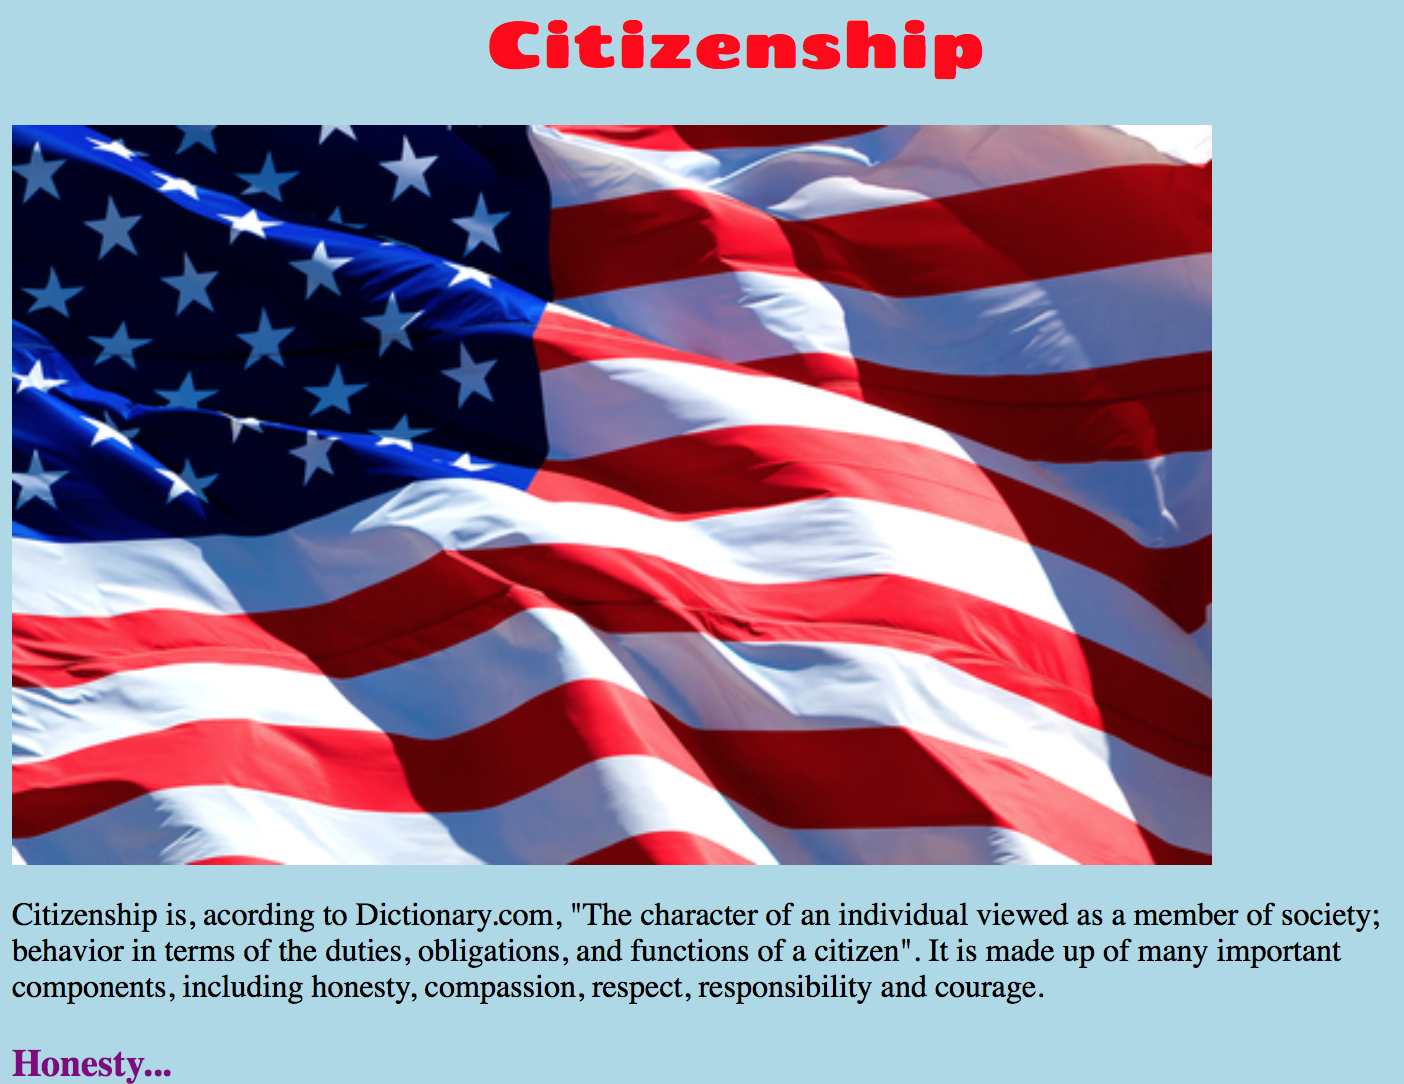 Citizenship
Citizenship is, acording to Dictionary.com, "The character of an individual viewed as a member of society;
behavior in terms of the duties, obligations, and functions of a citizen". It is made up of many important
components, including honesty, compassion, respect, responsibility and courage.
Honesty...